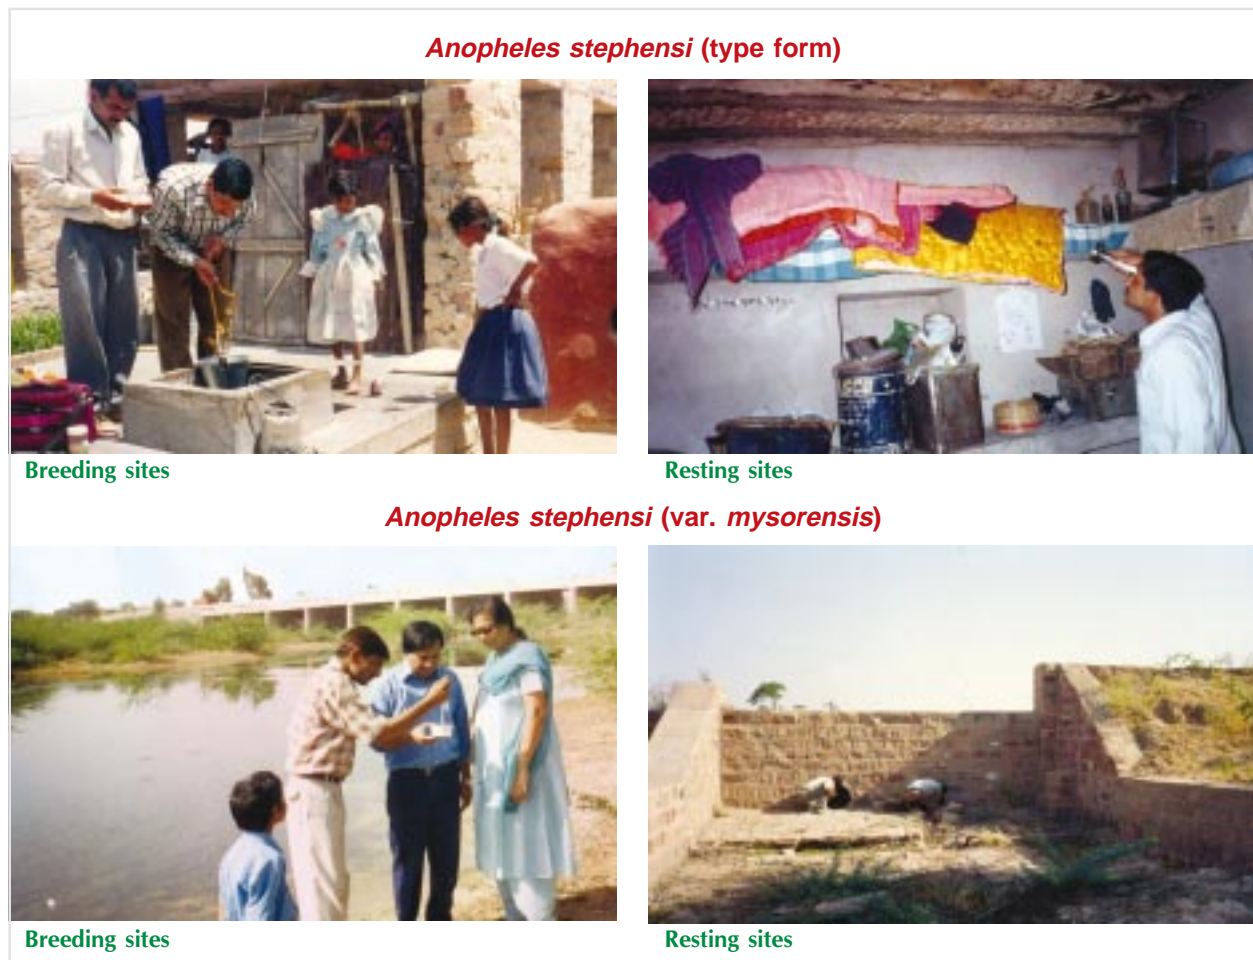 Anopheles stephensi (type form)
Breeding sites
Resting sites
Anopheles stephensi (var. mysorensis)
Breeding sites
Resting sites